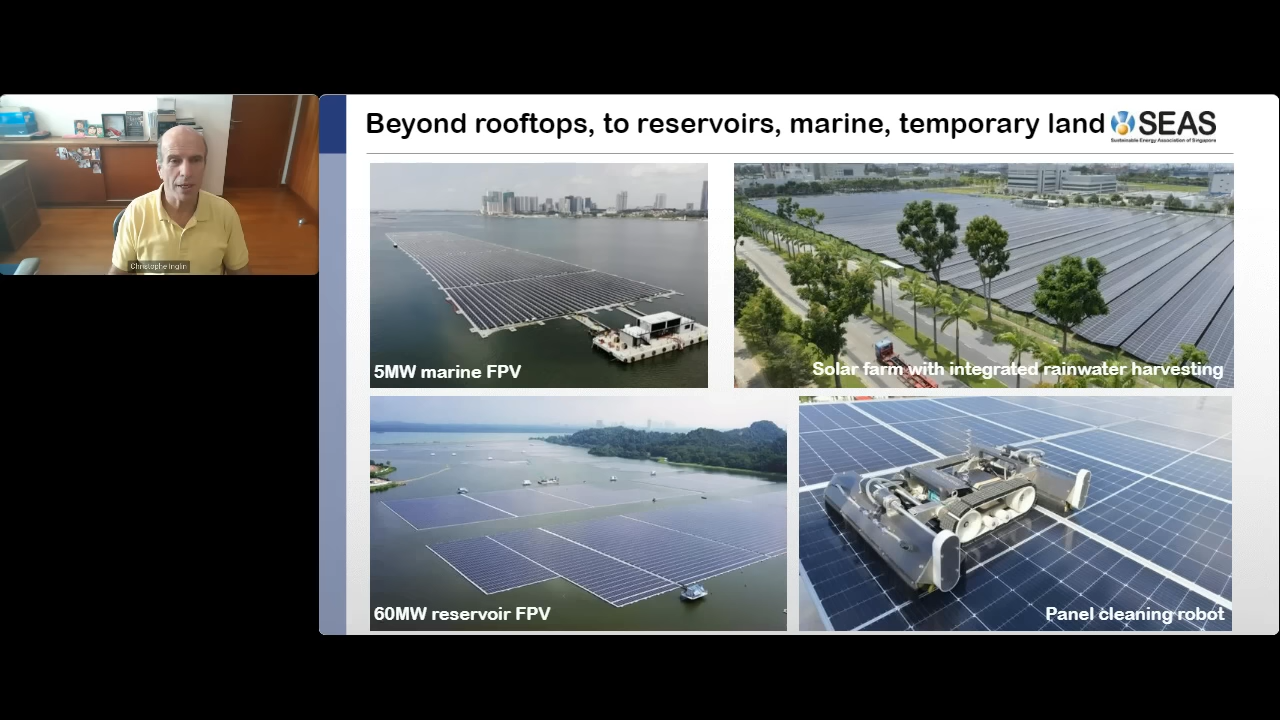 Beyond rooftops, to reservoirs, marine, temporary land
SEAS
Sustainable Energy Association of Singapore
Christophe Inglin
5MW marine FPV
Solar farm with integrated rainwater harvesting
60MW reservoir FPV
Panel cleaning robot